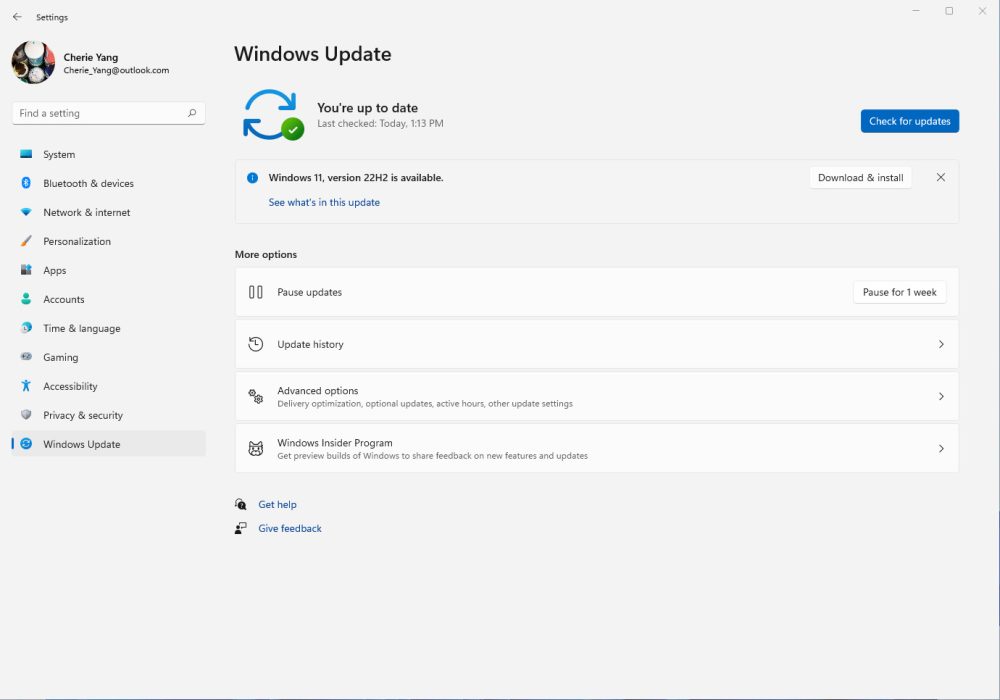 Settings
Cherie Yang
Cherie_Yang@outlook.com
Find a setting
System
Bluetooth & devices
Network & internet
Personalization
Apps
Accounts
Time & language
Gaming
Accessibility
Privacy & security
Windows Update
Windows Update
You're up to date
Last checked: Today, 1:13 PM
Check for updates
Windows 11, version 22H2 is available.
Download & install
See what's in this update
More options
Pause updates
Pause for 1 week
Update history
Advanced options
Delivery optimization, optional updates, active hours, other update settings
Windows Insider Program
Get preview builds of Windows to share feedback on new features and updates
Get help
Give feedback